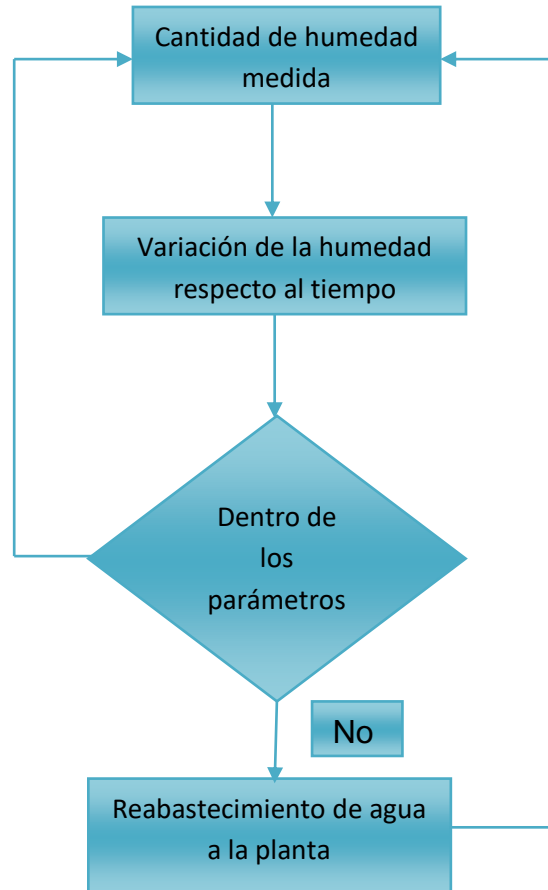 Cantidad de humedad
medida
Variación de la humedad
respecto al tiempo
Dentro de
los
parámetros
No
Reabastecimiento de agua
a la planta